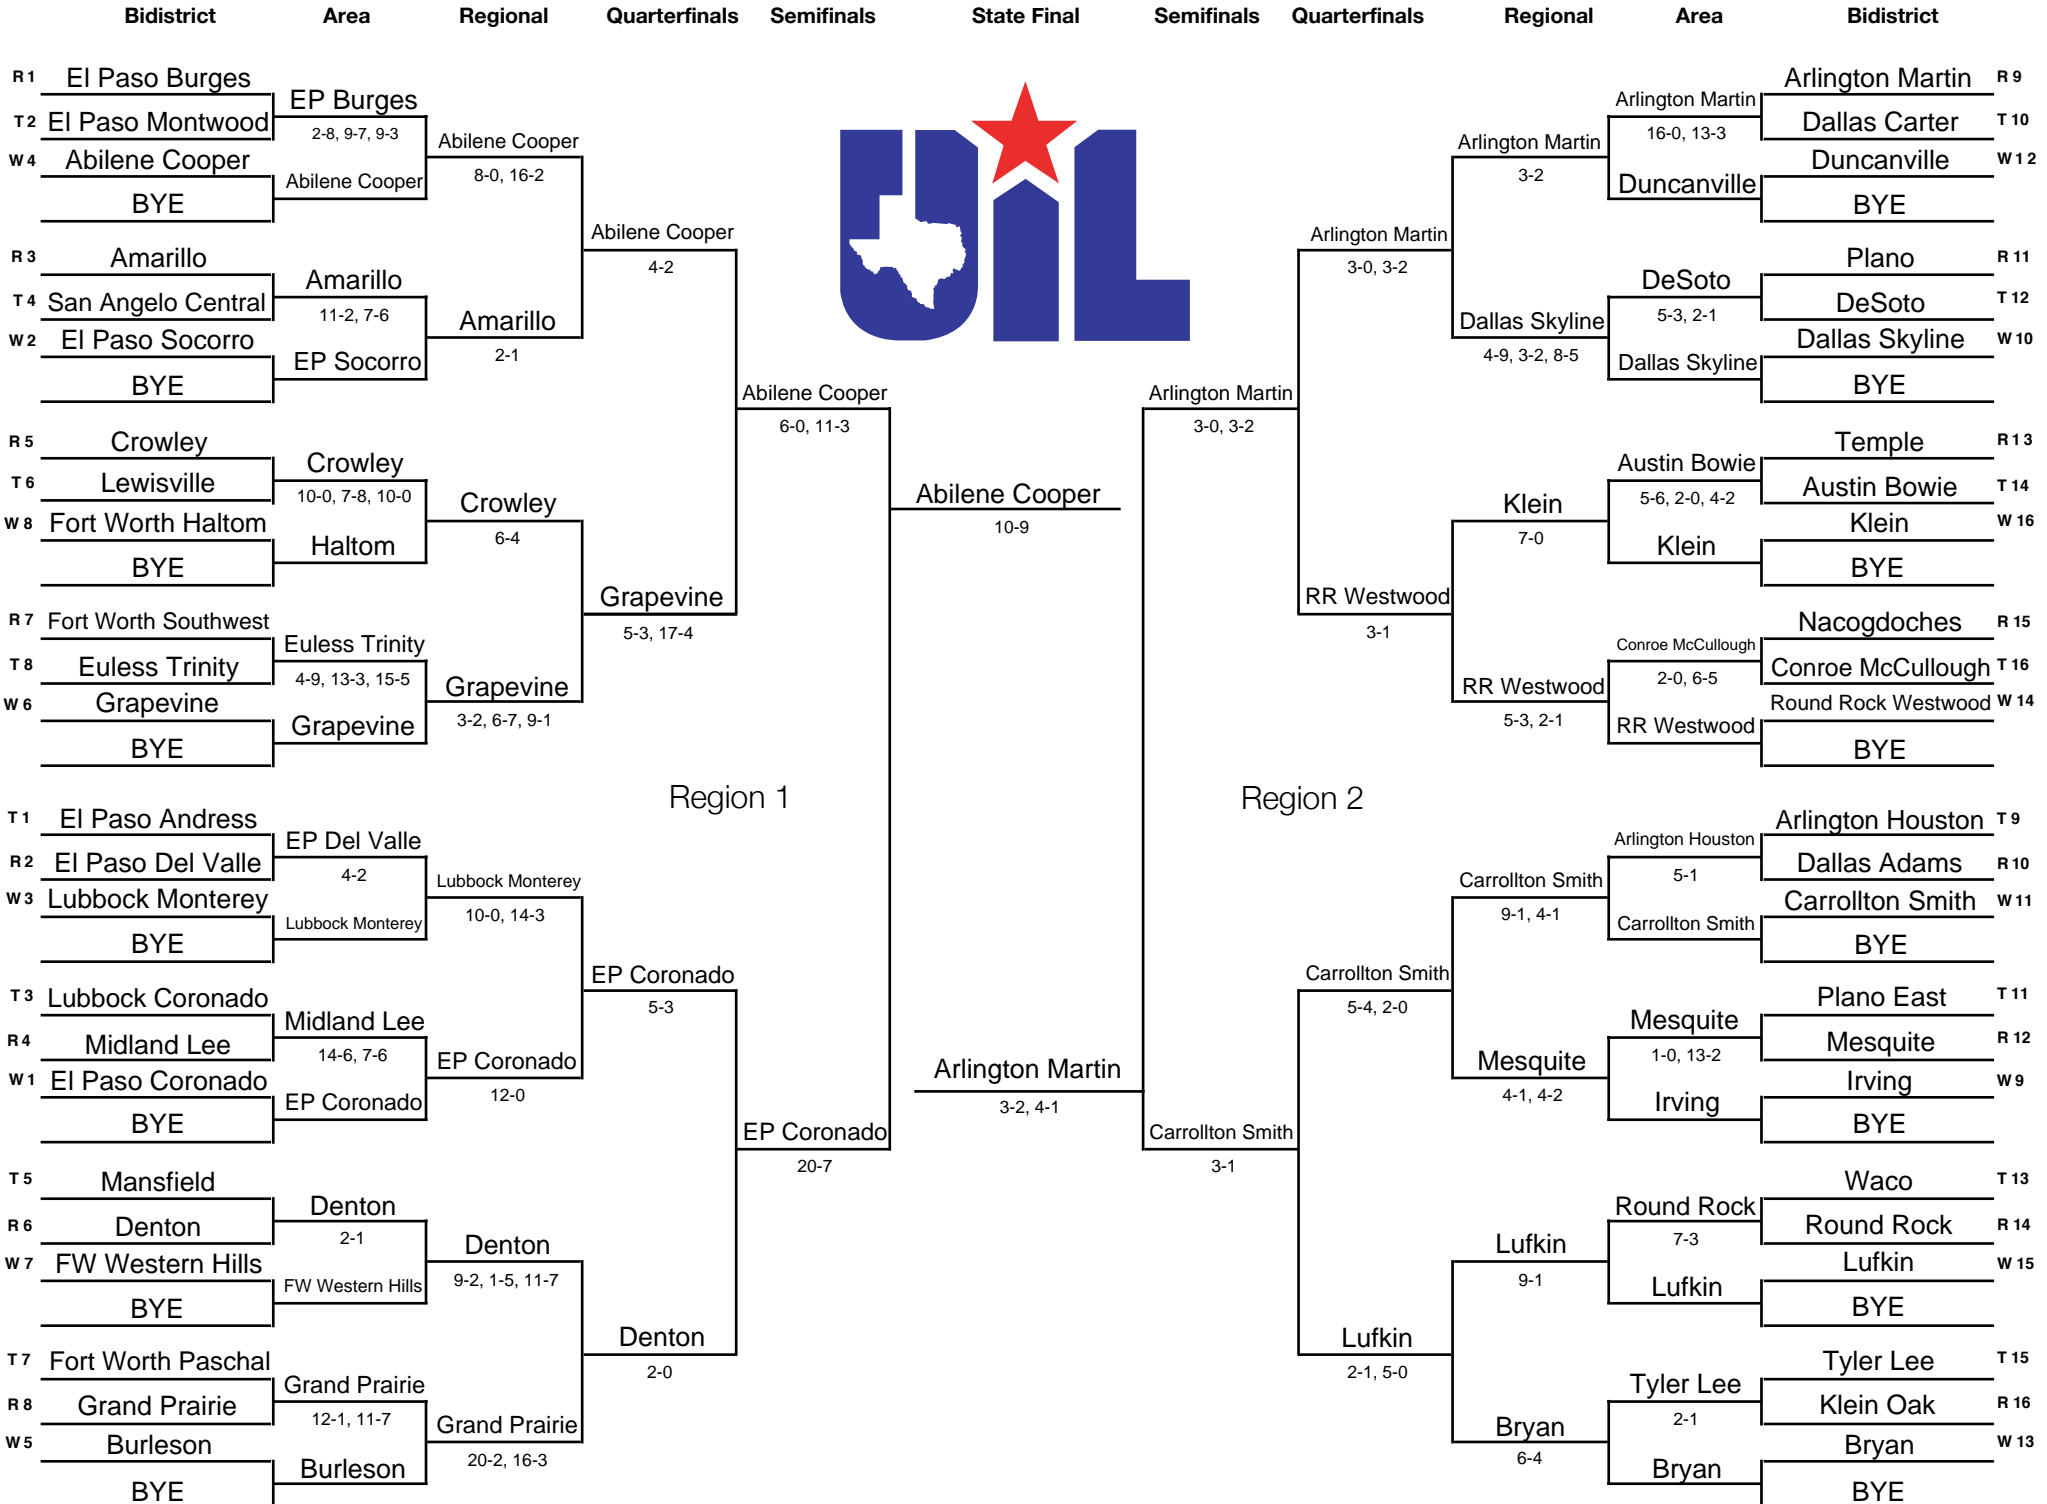 Bidistrict Area Regional Quarterfinals Semifinals State Final Semifinals Quarterfinals Regional Area Bidistrict
R 1 El Paso Burges
EP Burges
2-8, 9-7, 9-3
T 2 El Paso Montwood
Abilene Cooper
8-0, 16-2
W 4 Abilene Cooper
Abilene Cooper
BYE
Abilene Cooper
4-2
R 3 Amarillo
Amarillo
11-2, 7-6
T 4 San Angelo Central
Amarillo
2-1
W 2 El Paso Socorro
EP Socorro
BYE
Abilene Cooper
6-0, 11-3
R 5 Crowley
Crowley
10-0, 7-8, 10-0
T 6 Lewisville
Crowley
6-4
W 8 Fort Worth Haltom
Haltom
BYE
Grapevine
5-3, 17-4
R 7 Fort Worth Southwest
Euless Trinity
4-9, 13-3, 15-5
T 8 Euless Trinity
Grapevine
3-2, 6-7, 9-1
W 6 Grapevine
Grapevine
BYE
Region 1
Abilene Cooper
10-9
T 1 El Paso Andress
EP Del Valle
4-2
R 2 El Paso Del Valle
Lubbock Monterey
10-0, 14-3
W 3 Lubbock Monterey
Lubbock Monterey
BYE
EP Coronado
5-3
T 3 Lubbock Coronado
Midland Lee
14-6, 7-6
R 4 Midland Lee
EP Coronado
12-0
W 1 El Paso Coronado
EP Coronado
BYE
EP Coronado
20-7
T 5 Mansfield
Denton
2-1
R 6 Denton
Denton
9-2, 1-5, 11-7
W 7 FW Western Hills
FW Western Hills
BYE
Denton
2-0
T 7 Fort Worth Paschal
Grand Prairie
12-1, 11-7
R 8 Grand Prairie
Grand Prairie
20-2, 16-3
W 5 Burleson
Burleson
BYE
UIL
Arlington Martin R 9
Arlington Martin
16-0, 13-3
Dallas Carter T 10
Arlington Martin
3-2
Duncanville W 1 2
Duncanville
BYE
Arlington Martin
3-0, 3-2
Plano R 11
DeSoto
5-3, 2-1
DeSoto T 12
Dallas Skyline
4-9, 3-2, 8-5
Dallas Skyline W 10
Dallas Skyline
BYE
Arlington Martin
3-0, 3-2
Temple R 1 3
Austin Bowie
5-6, 2-0, 4-2
Austin Bowie T 14
Klein
7-0
Klein W 16
Klein
BYE
RR Westwood
3-1
Nacogdoches R 15
Conroe McCullough
2-0, 6-5
Conroe McCullough T 16
RR Westwood
5-3, 2-1
Round Rock Westwood W 14
RR Westwood
BYE
Region 2
Arlington Martin
3-2, 4-1
Arlington Houston T 9
Arlington Houston
5-1
Dallas Adams R 10
Carrollton Smith
9-1, 4-1
Carrollton Smith W 11
Carrollton Smith
BYE
Carrollton Smith
5-4, 2-0
Plano East T 11
Mesquite
1-0, 13-2
Mesquite R 12
Mesquite
4-1, 4-2
Irving W 9
Irving
BYE
Carrollton Smith
3-1
Waco T 13
Round Rock
7-3
Round Rock R 14
Lufkin
9-1
Lufkin W 15
Lufkin
BYE
Lufkin
2-1, 5-0
Tyler Lee T 15
Tyler Lee
2-1
Klein Oak R 16
Bryan
6-4
Bryan W 13
Bryan
BYE